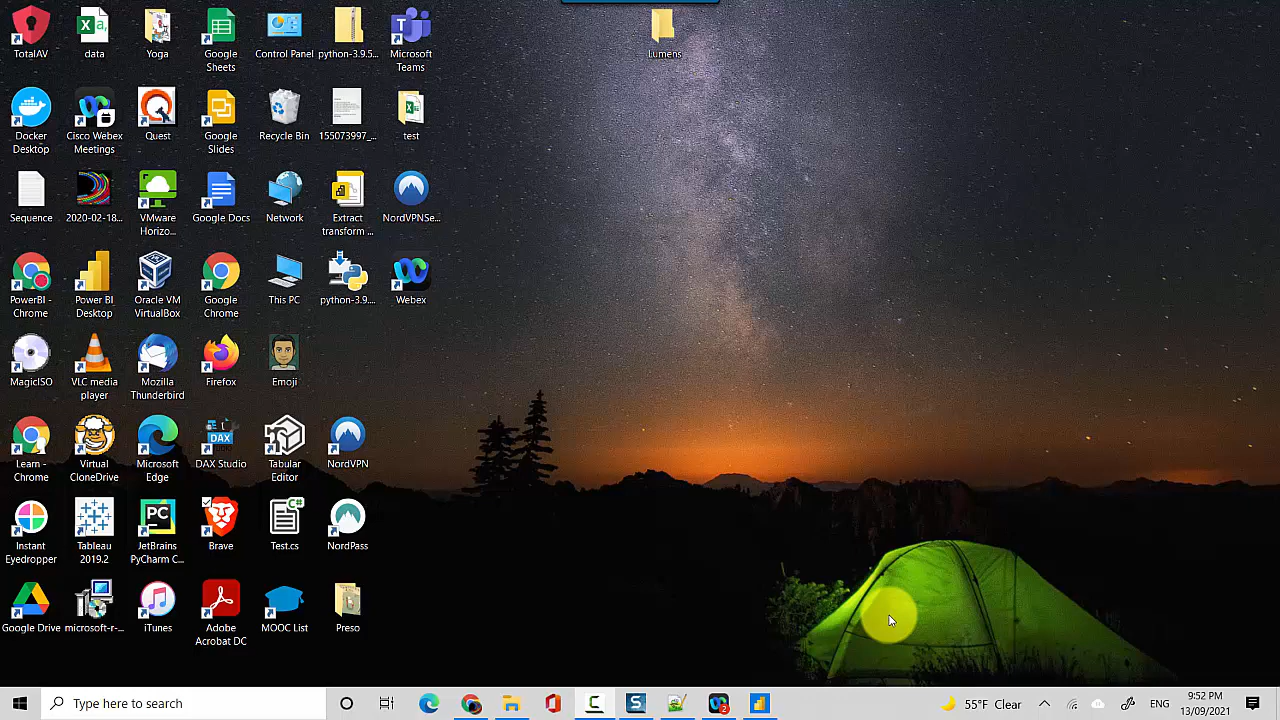 TotalAV
data
Yoga
Google
Sheets
Control Panel
python-3.9.5...
Microsoft
Teams
Lumens
Docker
Desktop
Cisco Webex
Meetings
Quest
Google
Slides
Recycle Bin
155073997_...
test
Sequence
2020-02-18...
VMware
Horizo...
Google Docs
Network
Extract
transform ...
NordVPNSe...
PowerBI -
Chrome
Power BI
Desktop
Oracle VM
VirtualBox
Google
Chrome
This PC
python-3.9....
Webex
MagicISO
VLC media
player
Mozilla
Thunderbird
Firefox
Emoji
DAX
Learn -
Chrome
Virtual
CloneDrive
Microsoft
Edge
DAX Studio
Tabular
Editor
NordVPN
PC
C#
Instant
Eyedropper
Tableau
2019.2
JetBrains
PyCharm C...
Brave
Test.cs
NordPass
Google Drive
microsoft-r-...
iTunes
Adobe
Acrobat DC
MOOC List
Preso
Type here to search
2
55°F Clear
ENG
9:52 PM
13/09/2021